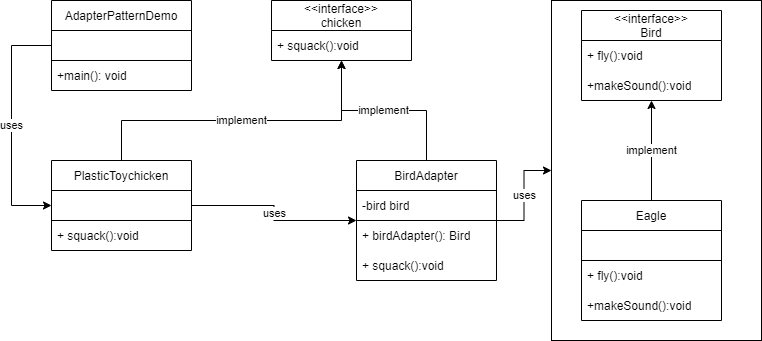 AdapterPatternDemo
+main(): void
<<interface>>
chicken
+ squack():void
<<interface>>
Bird
+ fly():void
+makeSound():void
uses
implement
implement
implement
PlasticToychicken
+ squack():void
uses
BirdAdapter
-bird bird
+ birdAdapter(): Bird
+ squack():void
uses
Eagle
+ fly():void
+makeSound():void